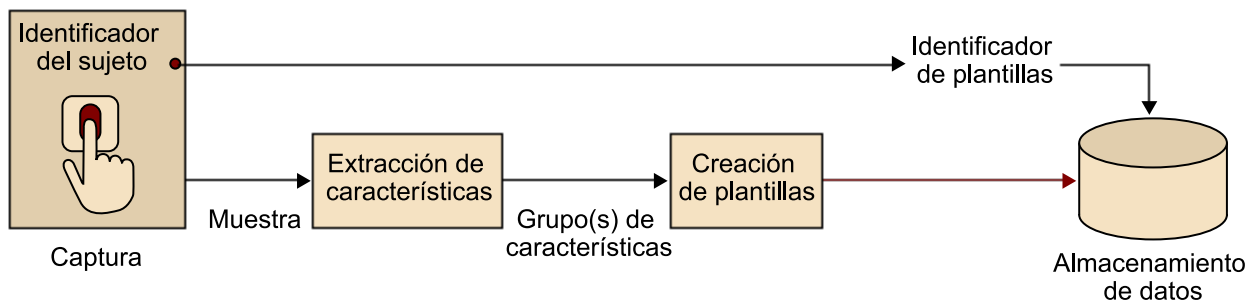 Identificador
del sujeto
Identificador
de plantillas
Extracción de
características
Creación
de plantillas
Muestra
Grupo(s) de
características
Captura
Almacenamiento
de datos